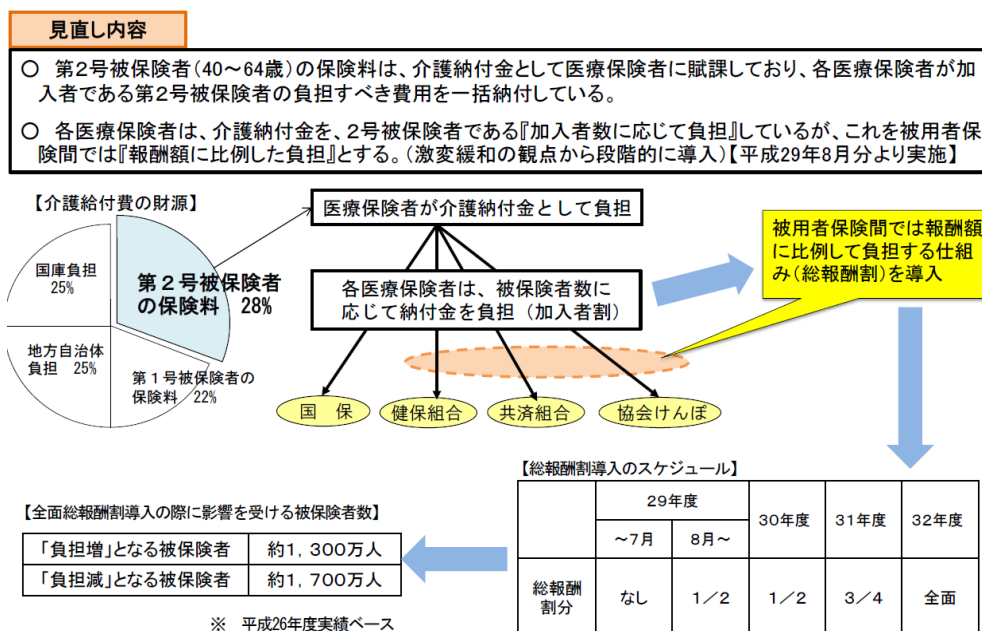 見直し内容
○ 第2号被保険者(40～64歳)の保険料は、介護納付金として医療保険者に賦課しており、各医療保険者が加
入者である第2号被保険者の負担すべき費用を一括納付している。
○ 各医療保険者は、介護納付金を、2号被保険者である『加入者数に応じて負担』しているが、これを被用者保
険間では『報酬額に比例した負担』とする。(激変緩和の観点から段階的に導入)【平成29年8月分より実施】
【介護給付費の財源】
国庫負担
25%
第2号被保険者
の保険料 28%
地方自治体
負担 25%
第1号被保険者の
保険料 22%
医療保険者が介護納付金として負担
各医療保険者は、被保険者数に
応じて納付金を負担(加入者割)
国 保
健保組合
共済組合
協会けんぽ
被用者保険間では報酬額
に比例して負担する仕組
み(総報酬割)を導入
【総報酬割導入のスケジュール】
29年度
30年度
31年度
32年度
～7月
8月～
総報酬
割分
なし
1/2
1/2
3/4
全面
【全面総報酬割導入の際に影響を受ける被保険者数】
「負担増」となる被保険者
約1,300万人
「負担減」となる被保険者
約1,700万人
※ 平成26年度実績ベース